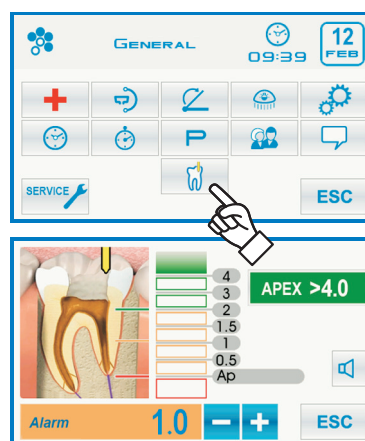 GENERAL
09:39
12
FEB
P
SERVICE
ESC
4
3
2
1.5
1
0.5
Ap
APEX >4.0
Alarm
1.0
- +
ESC